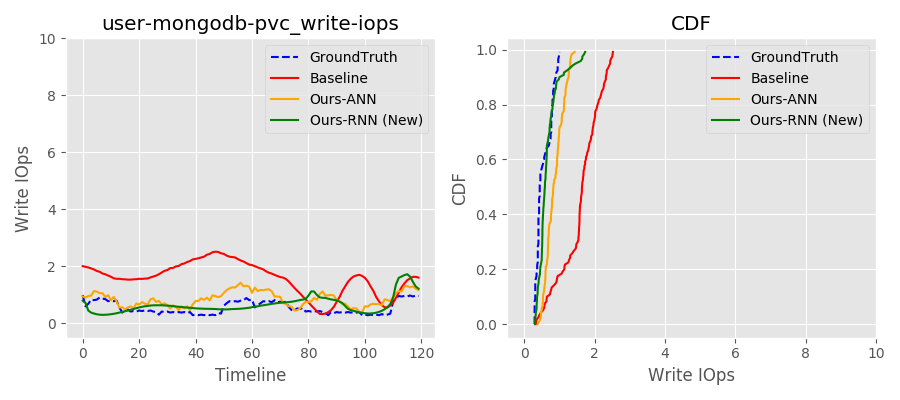 user-mongodb-pvc_write-iops
Write IOps
10
8
6
4
2
0
0 20 40 60 80 100 120
Timeline
GroundTruth
Baseline
Ours-ANN
Ours-RNN (New)
CDF
CDF
1.0
0.8
0.6
0.4
0.2
0.0
0 2 4 6 8 10
Write IOps
GroundTruth
Baseline
Ours-ANN
Ours-RNN (New)